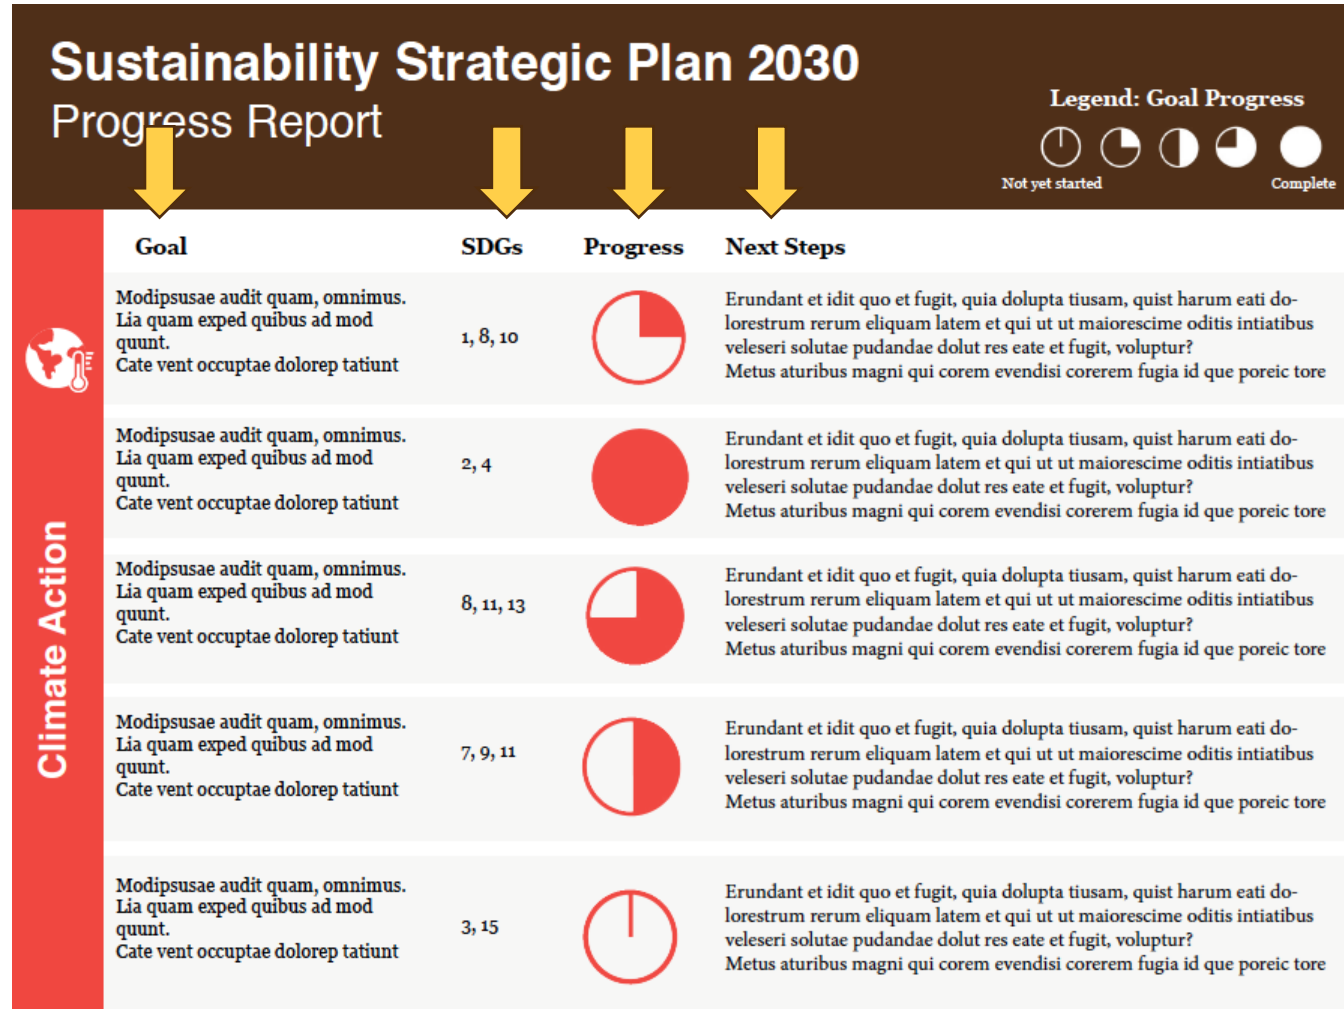 Sustainability Strategic Plan 2030
Progress Report
Legend: Goal Progress
Not yet started
Complete
Climate Action
Goal
SDGs
Progress
Next Steps
Modipsusae audit quam, omnimus.
Lia quam exped quibus ad mod
quunt.
Cate vent occuptae dolorep tatiunt
1, 8, 10
Erundant et idit quo et fugit, quia dolupta tiusam, quist harum eati do-
lorestrum rerum eliquam latem et qui ut ut maiorescime oditis intiatibus
veleseri solutae pudandae dolut res eate et fugit, voluptur?
Metus aturibus magni qui corem evendisi corerem fugia id que poreic tore
Modipsusae audit quam, omnimus.
Lia quam exped quibus ad mod
quunt.
Cate vent occuptae dolorep tatiunt
2, 4
Erundant et idit quo et fugit, quia dolupta tiusam, quist harum eati do-
lorestrum rerum eliquam latem et qui ut ut maiorescime oditis intiatibus
veleseri solutae pudandae dolut res eate et fugit, voluptur?
Metus aturibus magni qui corem evendisi corerem fugia id que poreic tore
Modipsusae audit quam, omnimus.
Lia quam exped quibus ad mod
quunt.
Cate vent occuptae dolorep tatiunt
8, 11, 13
Erundant et idit quo et fugit, quia dolupta tiusam, quist harum eati do-
lorestrum rerum eliquam latem et qui ut ut maiorescime oditis intiatibus
veleseri solutae pudandae dolut res eate et fugit, voluptur?
Metus aturibus magni qui corem evendisi corerem fugia id que poreic tore
Modipsusae audit quam, omnimus.
Lia quam exped quibus ad mod
quunt.
Cate vent occuptae dolorep tatiunt
7, 9, 11
Erundant et idit quo et fugit, quia dolupta tiusam, quist harum eati do-
lorestrum rerum eliquam latem et qui ut ut maiorescime oditis intiatibus
veleseri solutae pudandae dolut res eate et fugit, voluptur?
Metus aturibus magni qui corem evendisi corerem fugia id que poreic tore
Modipsusae audit quam, omnimus.
Lia quam exped quibus ad mod
quunt.
Cate vent occuptae dolorep tatiunt
3, 15
Erundant et idit quo et fugit, quia dolupta tiusam, quist harum eati do-
lorestrum rerum eliquam latem et qui ut ut maiorescime oditis intiatibus
veleseri solutae pudandae dolut res eate et fugit, voluptur?
Metus aturibus magni qui corem evendisi corerem fugia id que poreic tore